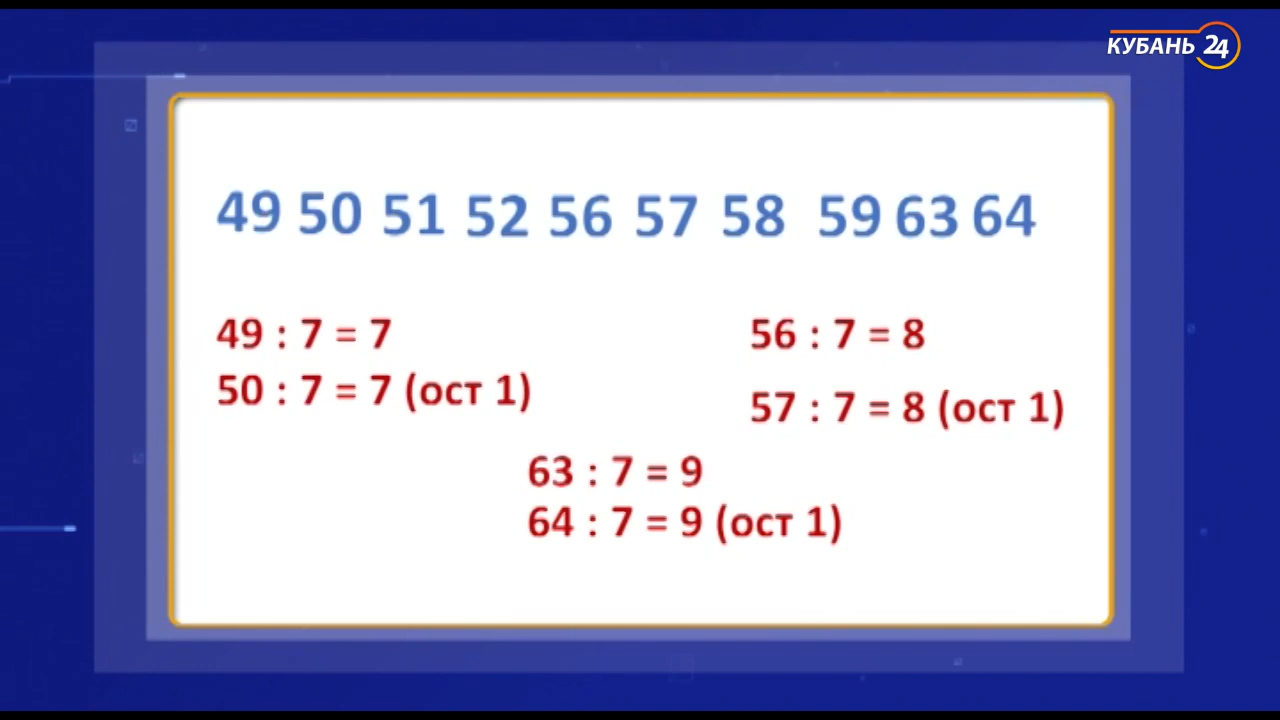 КУБАНЬ 24
49 50 51 52 56 57 58 59 63 64
49 : 7 = 7
50 : 7 = 7 (ост 1)
56 : 7 = 8
57 : 7 = 8 (ост 1)
63 : 7 = 9
64 : 7 = 9 (ост 1)